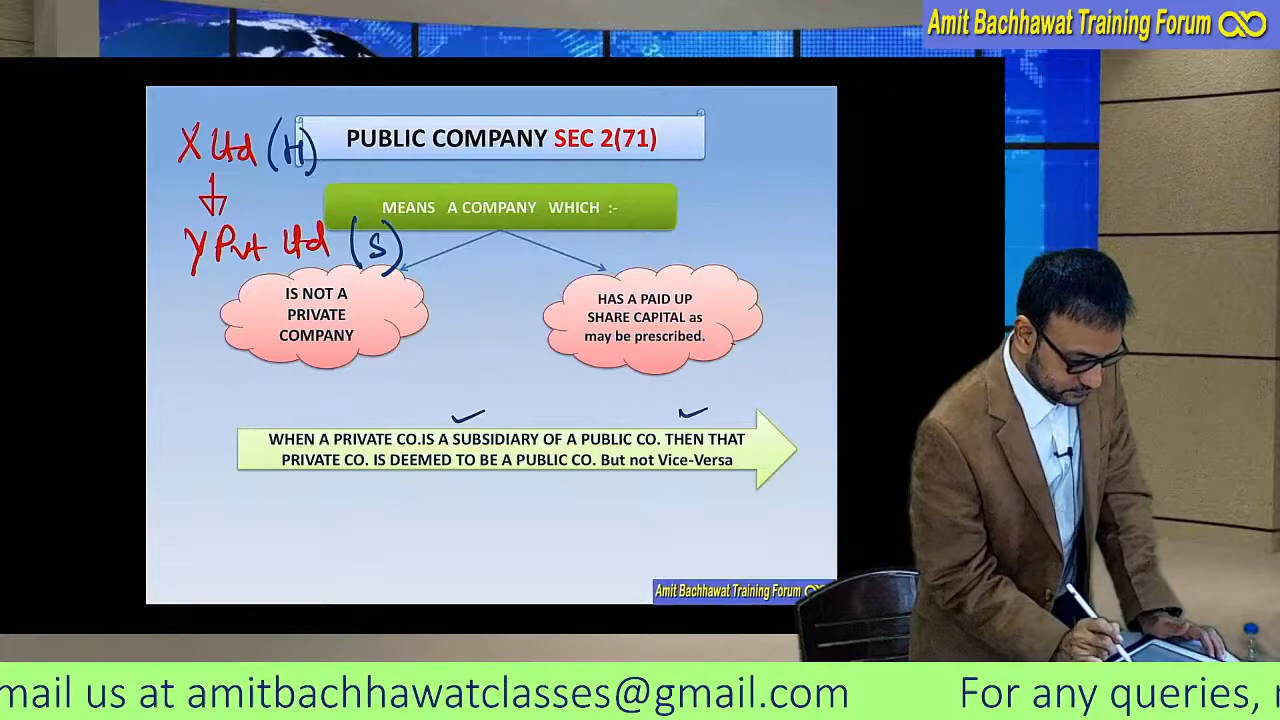 Amit Bachhawat Training Forum
X Ltd (H)
PUBLIC COMPANY SEC 2(71)
MEANS A COMPANY WHICH :-
Y Pvt Ltd (S)
IS NOT A
PRIVATE
COMPANY
HAS A PAID UP
SHARE CAPITAL as
may be prescribed.
WHEN A PRIVATE CO.IS A SUBSIDIARY OF A PUBLIC CO. THEN THAT
PRIVATE CO. IS DEEMED TO BE A PUBLIC CO. But not Vice-Versa
Amit Bachhawat Training Forum
mail us at amitbachhawatclasses@gmail.com For any queries,